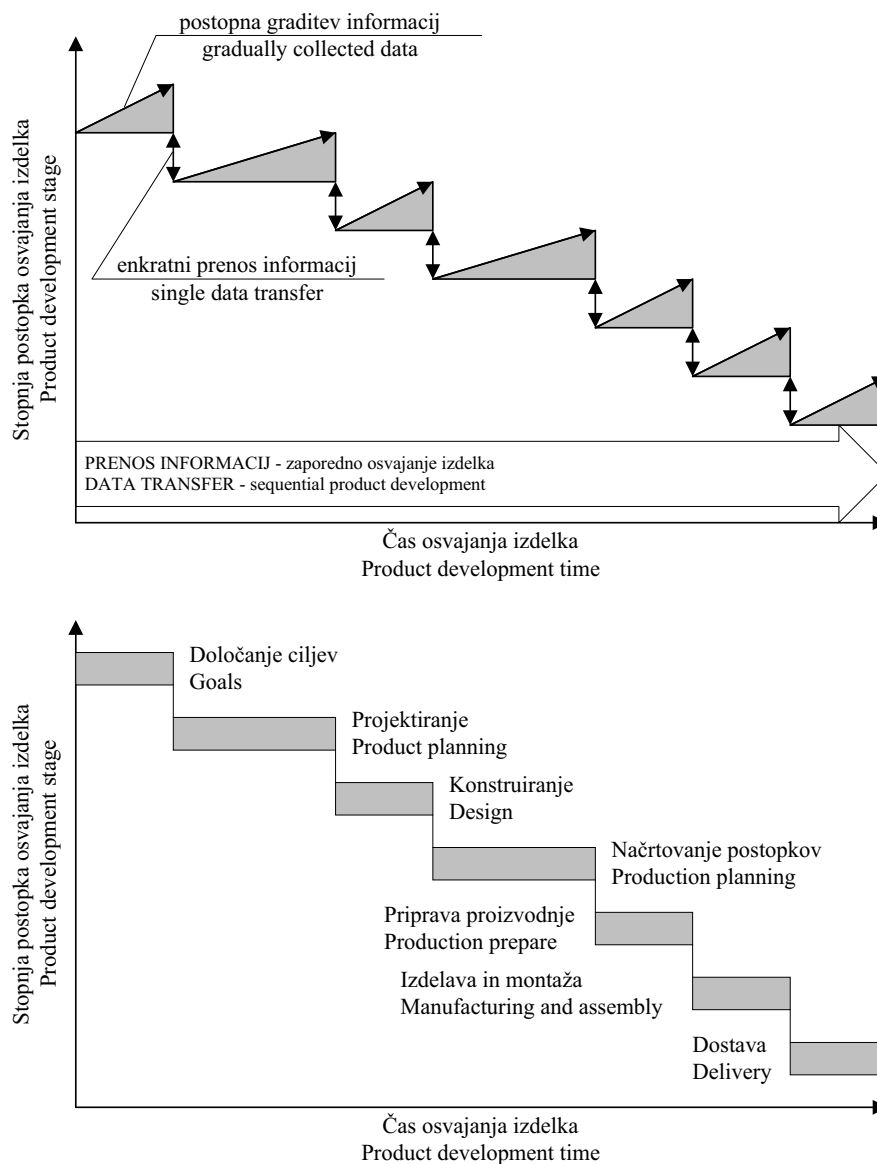 postopna graditev informacij
gradually collected data
Stopnja postopka osvajanja izdelka
Product development stage
enkratni prenos informacij
single data transfer
PRENOS INFORMACIJ - zaporedno osvajanje izdelka
DATA TRANSFER - sequential product development
Čas osvajanja izdelka
Product development time
Stopnja postopka osvajanja izdelka
Product development stage
Določanje ciljev
Goals
Projektiranje
Product planning
Konstruiranje
Design
Načrtovanje postopkov
Production planning
Priprava proizvodnje
Production prepare
Izdelava in montaža
Manufacturing and assembly
Dostava
Delivery
Čas osvajanja izdelka
Product development time